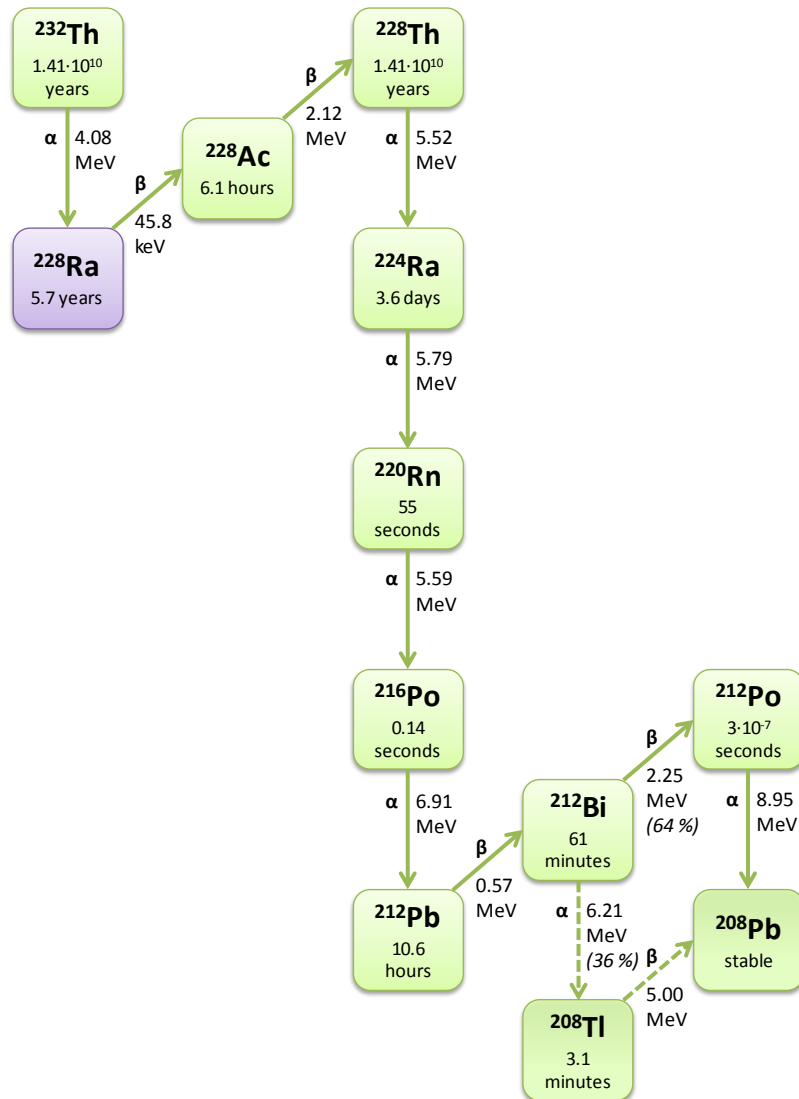 ²³²Th
1.41·10¹⁰
years
²²⁸Th
1.41·10¹⁰
years
β
2.12
MeV
α
4.08
MeV
²²⁸Ac
6.1 hours
α
5.52
MeV
β
45.8
keV
²²⁸Ra
5.7 years
²²⁴Ra
3.6 days
α
5.79
MeV
²²⁰Rn
55
seconds
α
5.59
MeV
²¹⁶Po
0.14
seconds
²¹²Po
3·10⁻⁷
seconds
β
2.25
MeV
(64 %)
α
6.91
MeV
²¹²Bi
61
minutes
α
8.95
MeV
β
0.57
MeV
²¹²Pb
10.6
hours
α
6.21
MeV
(36 %)
²⁰⁸Pb
stable
β
5.00
MeV
²⁰⁸Tl
3.1
minutes